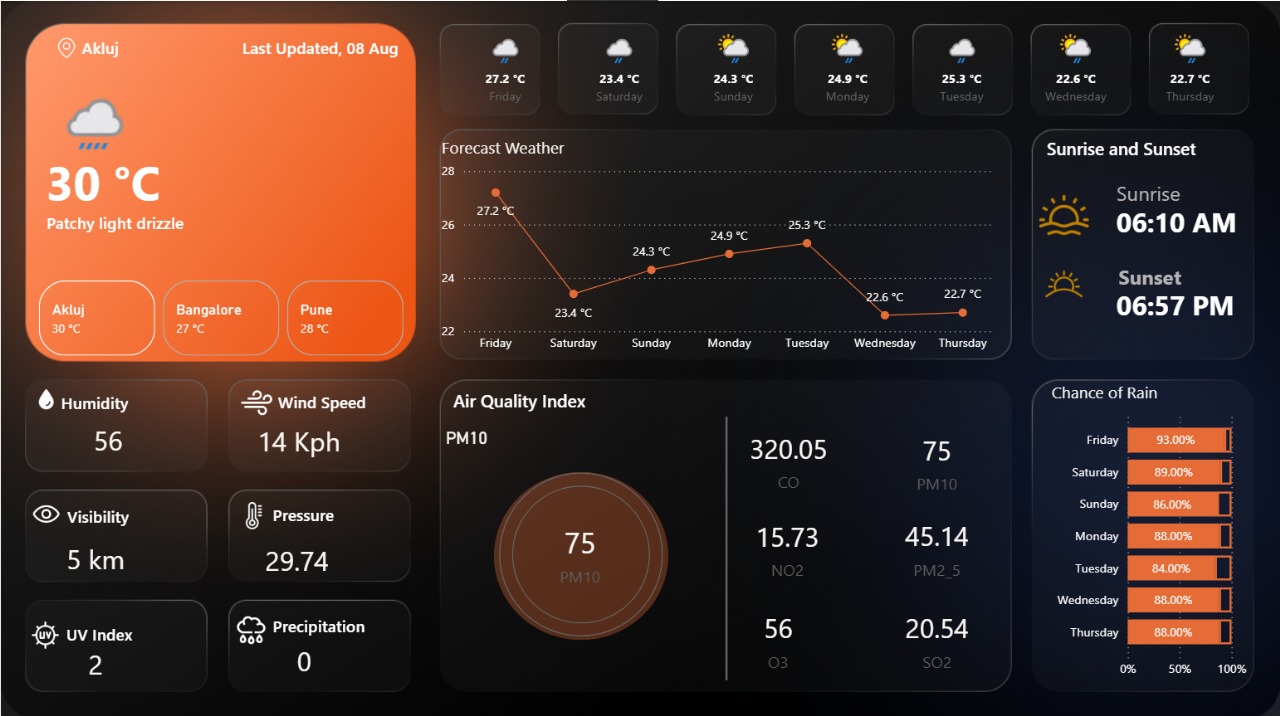 Akluj
Last Updated, 08 Aug
30 °C
Patchy light drizzle
Akluj
30 °C
Bangalore
27 °C
Pune
28 °C
27.2 °C
Friday
23.4 °C
Saturday
24.3 °C
Sunday
24.9 °C
Monday
25.3 °C
Tuesday
22.6 °C
Wednesday
22.7 °C
Thursday
Forecast Weather
28
26
24
22
27.2 °C
23.4 °C
24.3 °C
24.9 °C
25.3 °C
22.6 °C
22.7 °C
Friday Saturday Sunday Monday Tuesday Wednesday Thursday
Sunrise and Sunset
Sunrise
06:10 AM
Sunset
06:57 PM
Humidity
56
Wind Speed
14 Kph
Visibility
5 km
Pressure
29.74
UV
UV Index
2
Precipitation
0
Air Quality Index
PM10
75
PM10
320.05
CO
75
PM10
15.73
NO2
45.14
PM2_5
56
O3
20.54
SO2
Chance of Rain
Friday 93.00%
Saturday 89.00%
Sunday 86.00%
Monday 88.00%
Tuesday 84.00%
Wednesday 88.00%
Thursday 88.00%
0% 50% 100%